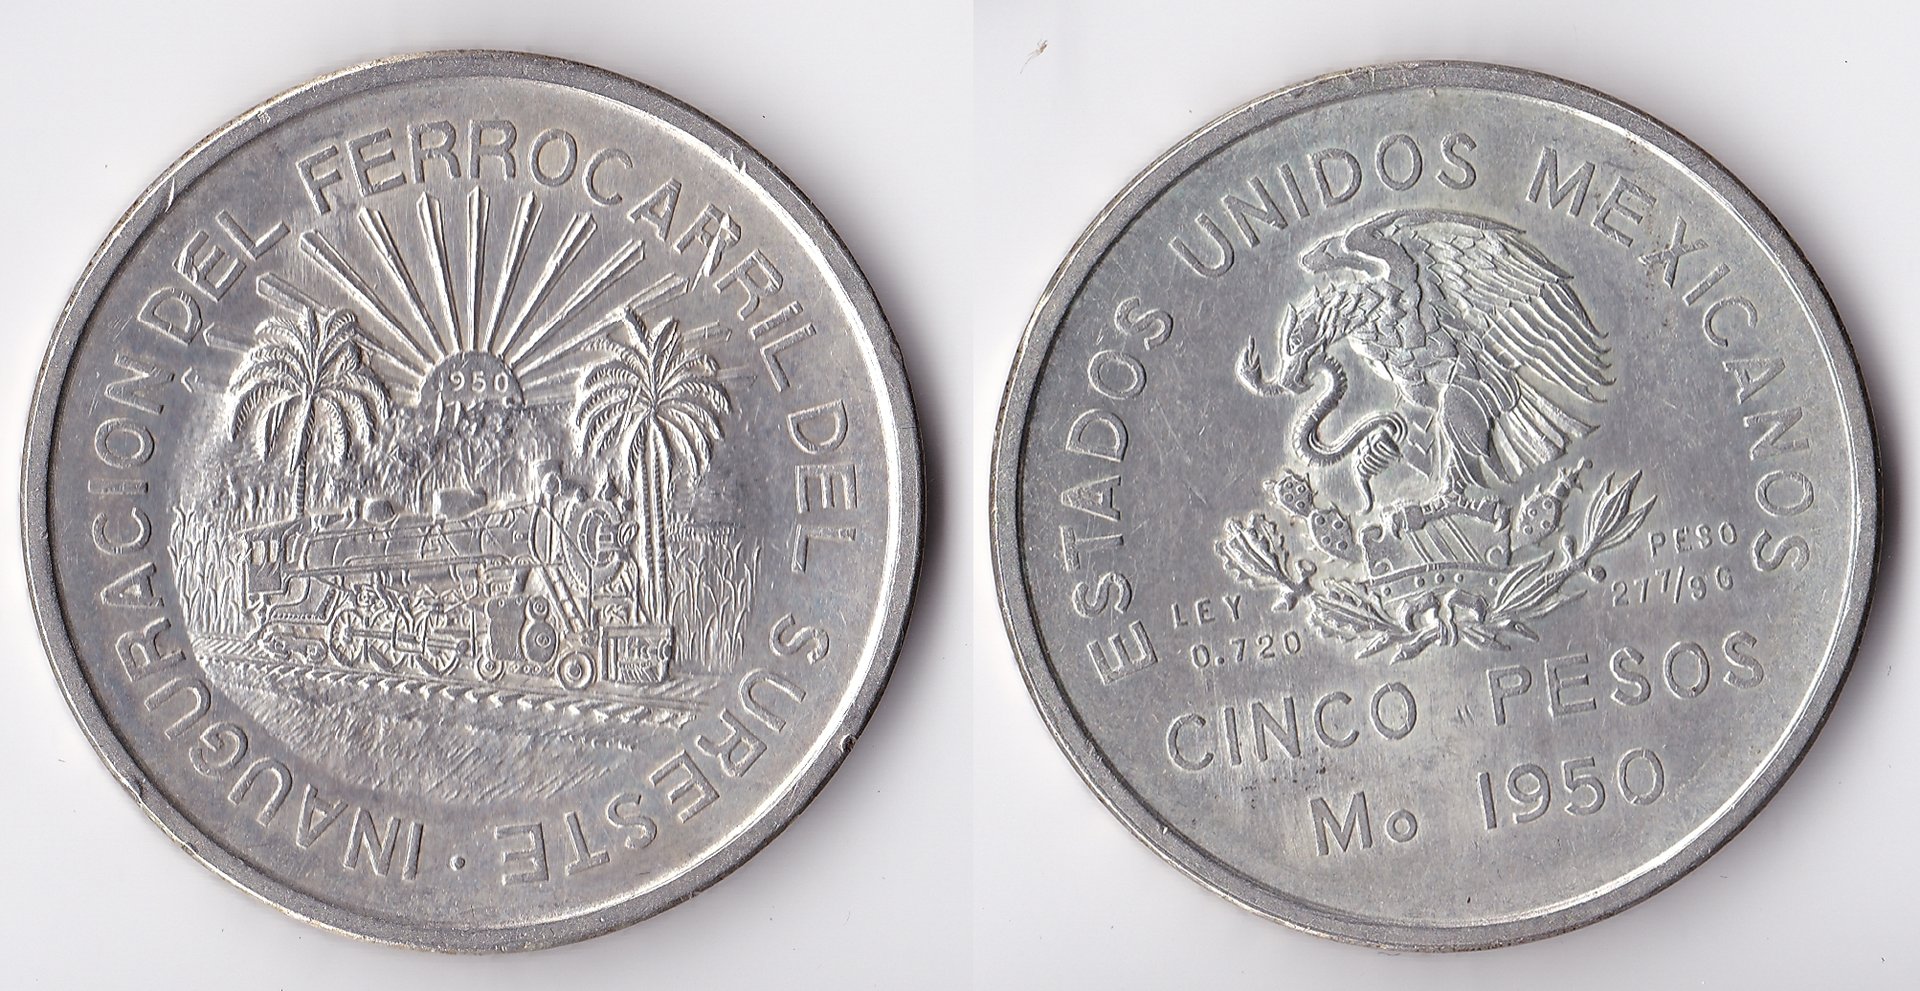 INAUGURACION DEL FERROCARRIL DEL SURESTE ·
1950
ESTADOS UNIDOS MEXICANOS
LEY
0.720
PESO
27 7/9 G
CINCO PESOS
Mo 1950